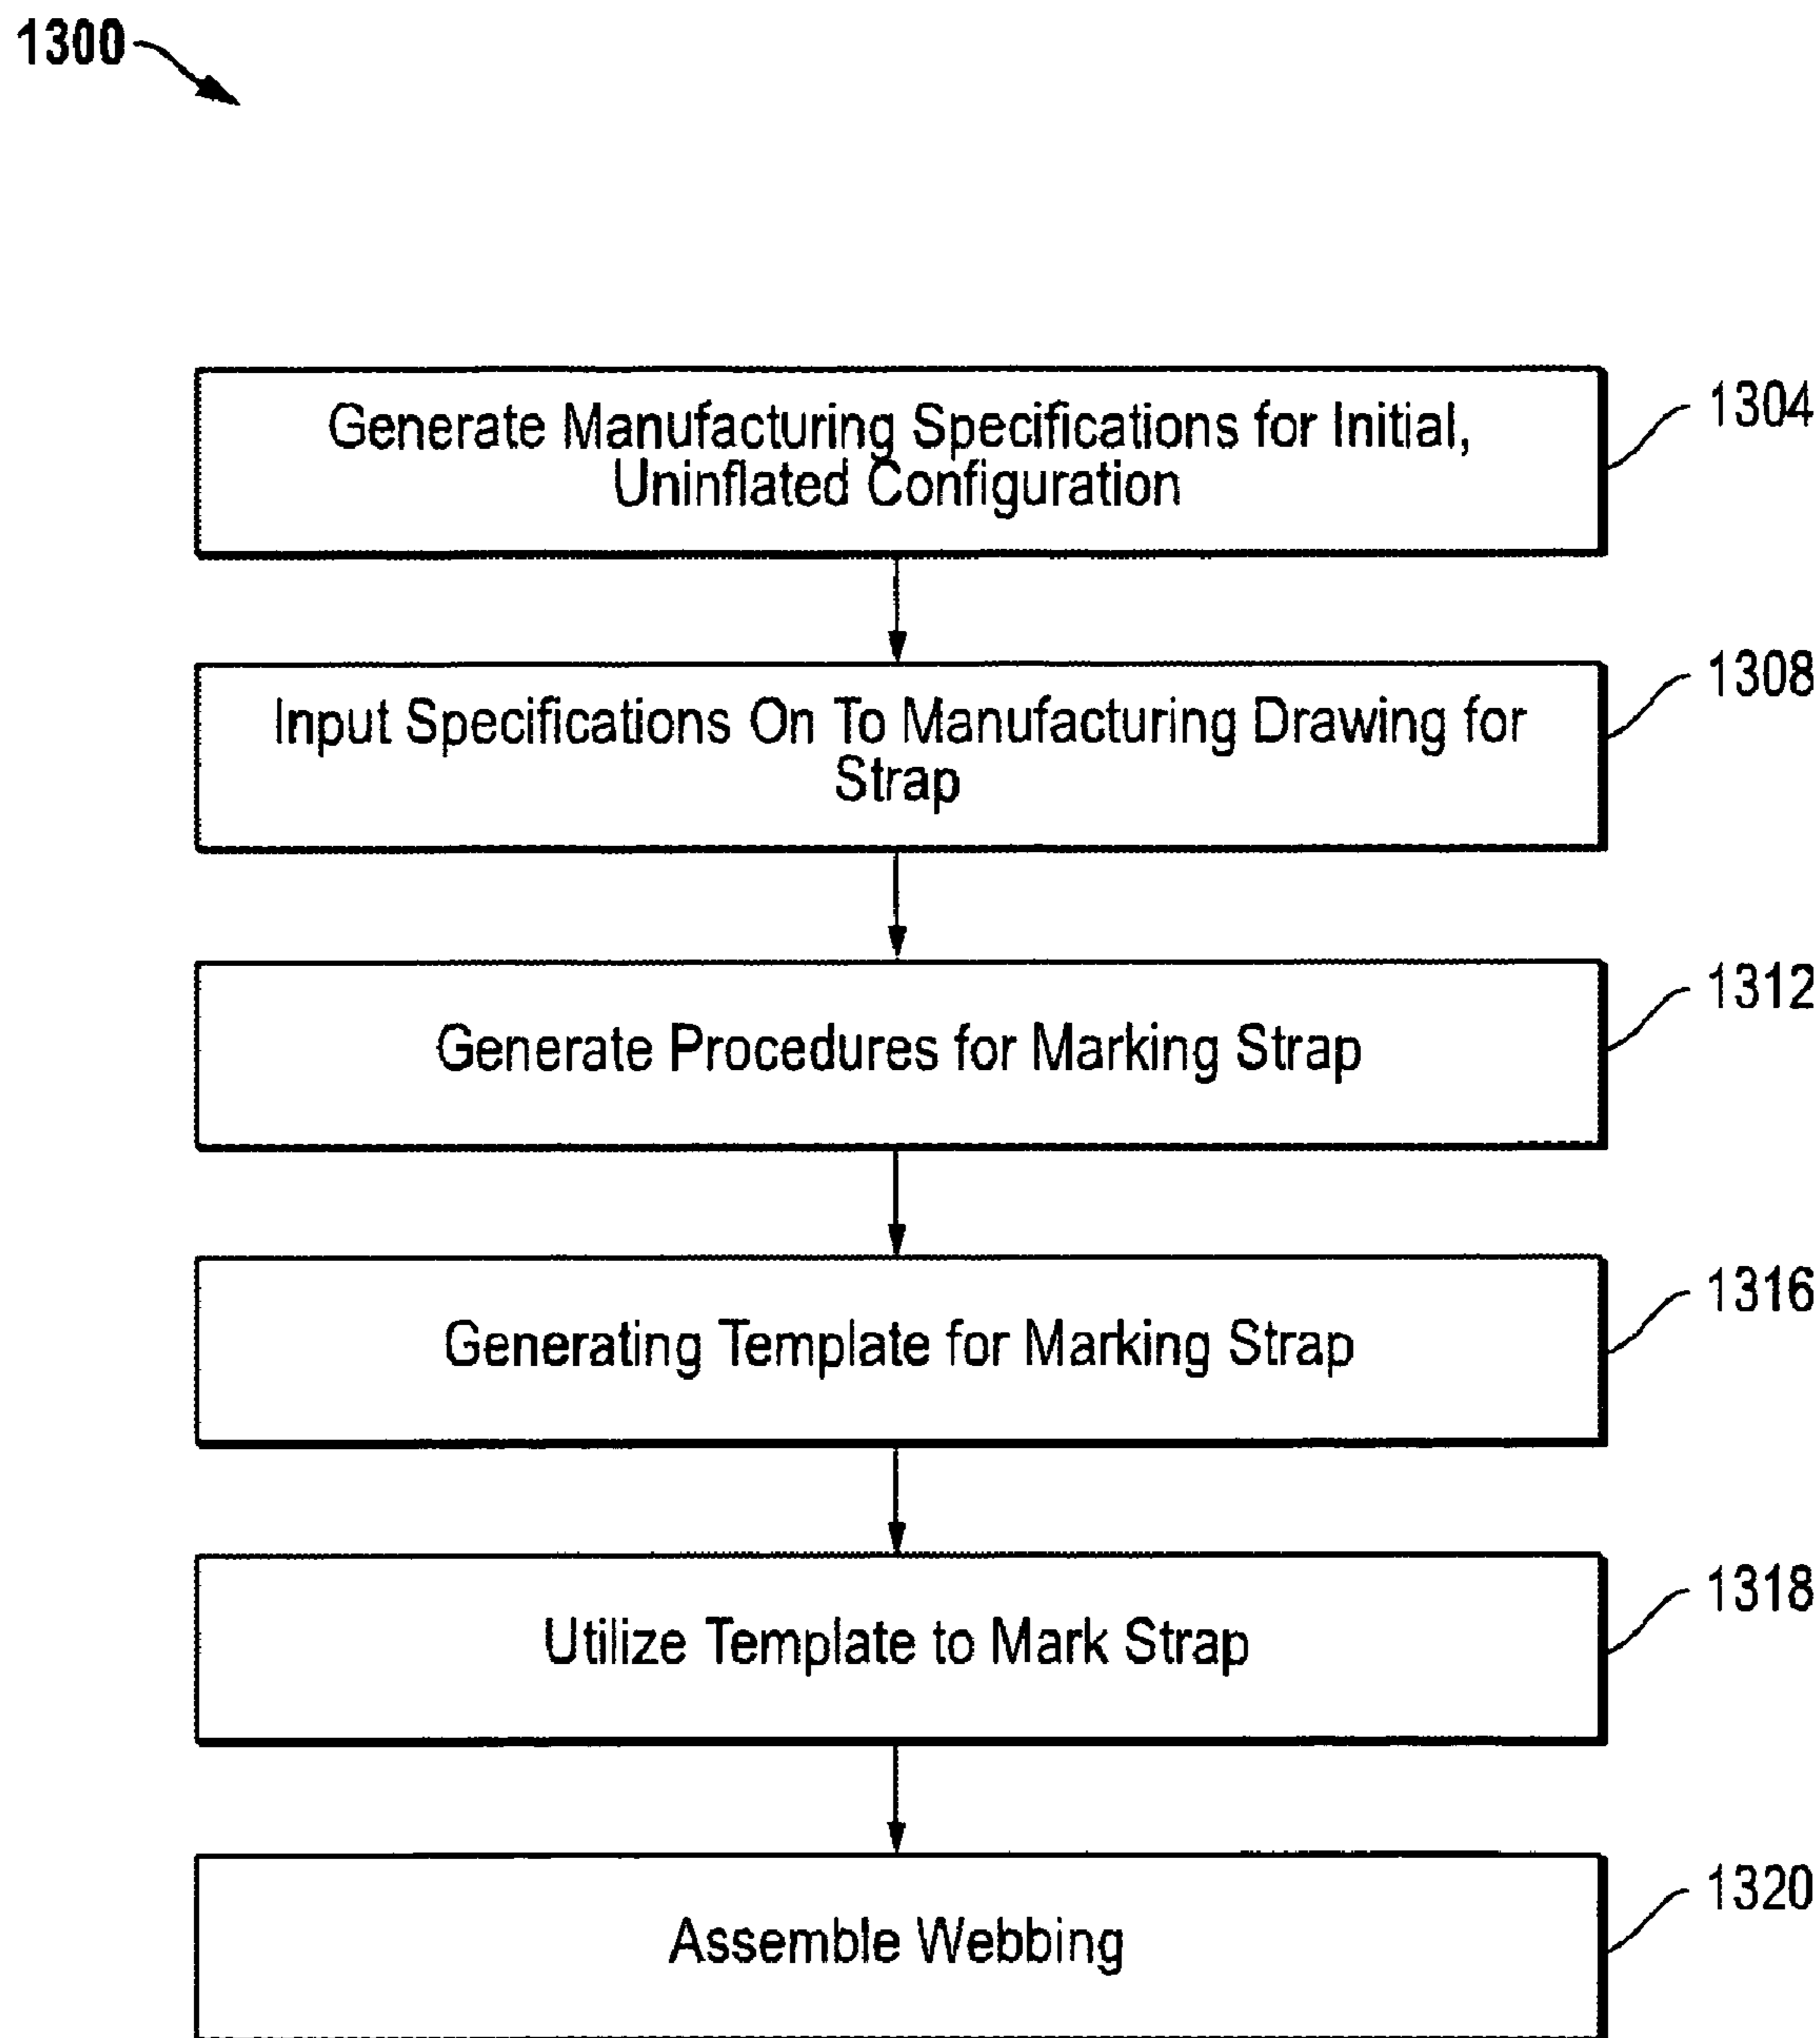 1300
Generate Manufacturing Specifications for Initial,
Uninflated Configuration
1304
Input Specifications On To Manufacturing Drawing for
Strap
1308
Generate Procedures for Marking Strap
1312
Generating Template for Marking Strap
1316
Utilize Template to Mark Strap
1318
Assemble Webbing
1320